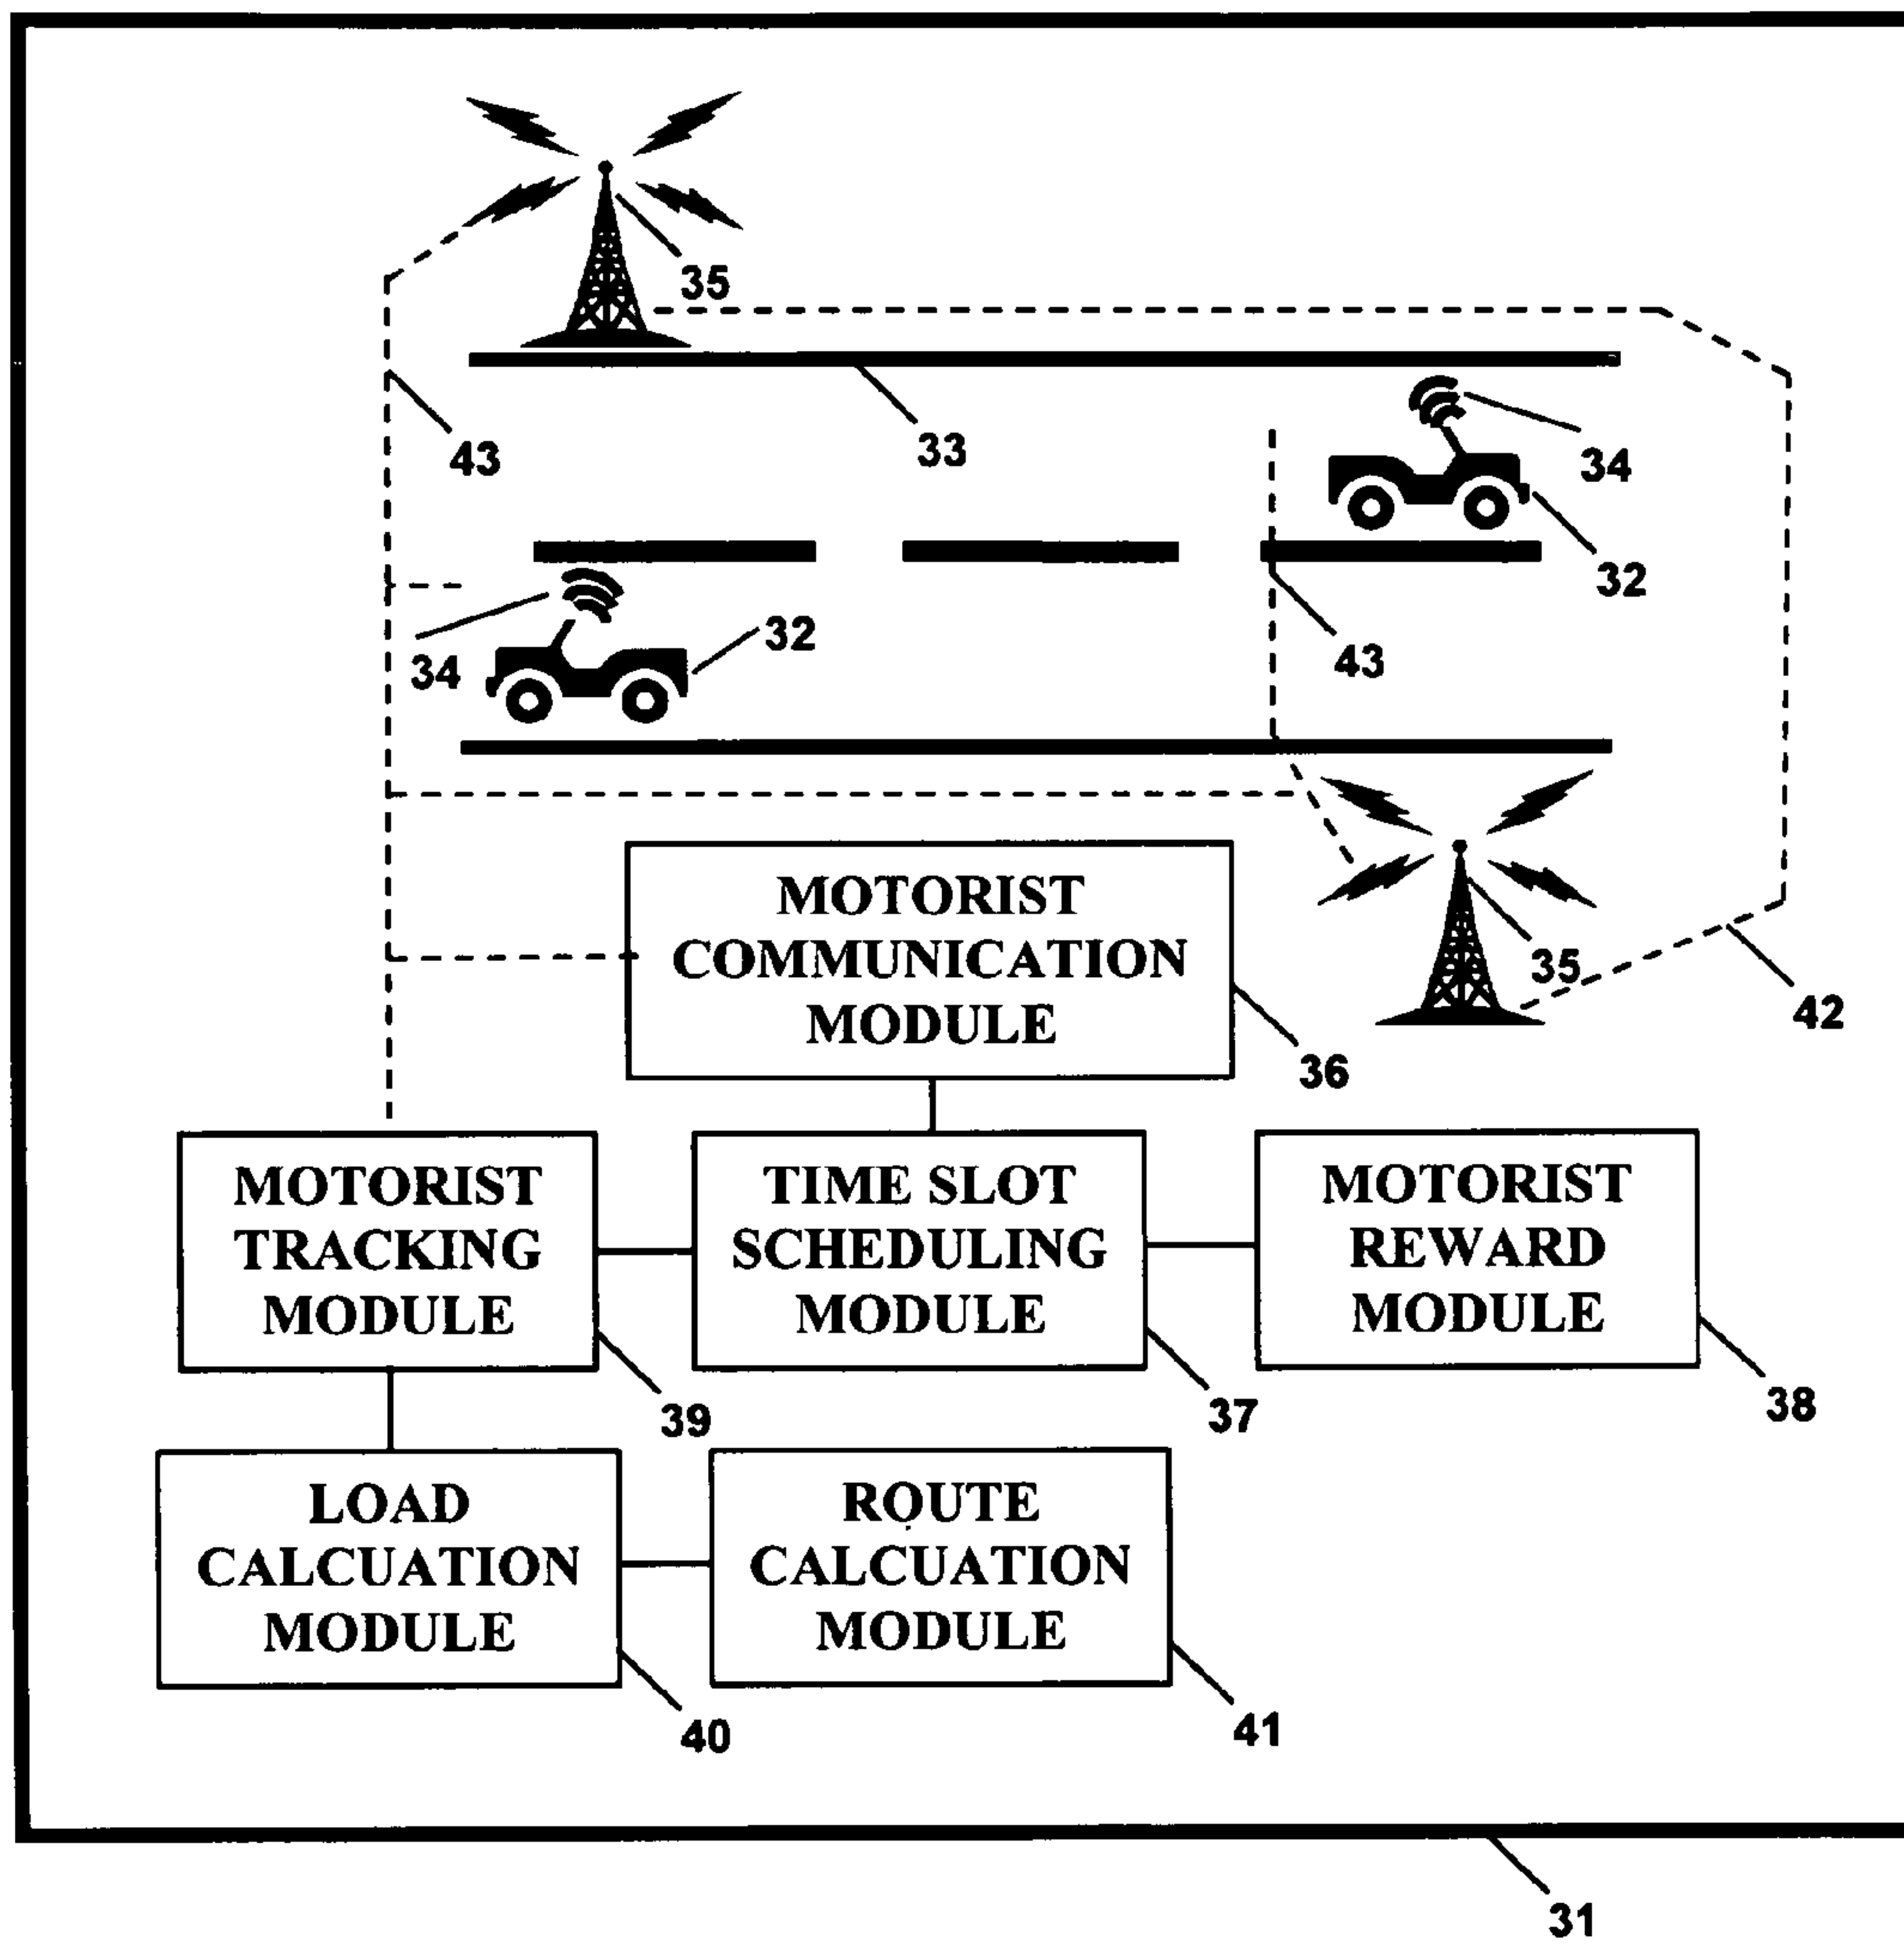 35
43
33
34
32
34
32
43
MOTORIST
COMMUNICATION
MODULE
35
42
36
MOTORIST
TRACKING
MODULE
TIME SLOT
SCHEDULING
MODULE
MOTORIST
REWARD
MODULE
39
37
38
LOAD
CALCUATION
MODULE
ROUTE
CALCUATION
MODULE
40
41
31